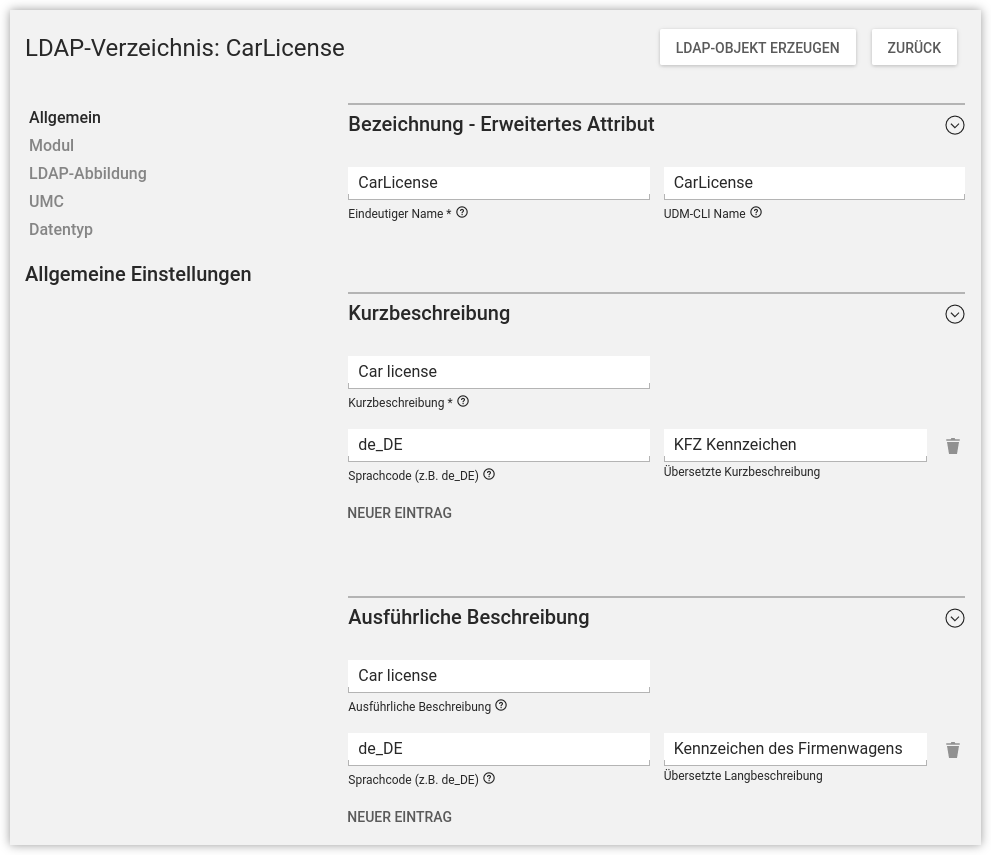 LDAP-Verzeichnis: CarLicense
LDAP-OBJEKT ERZEUGEN
ZURÜCK
Allgemein
Modul
LDAP-Abbildung
UMC
Datentyp
Allgemeine Einstellungen
Bezeichnung - Erweitertes Attribut
CarLicense
Eindeutiger Name *
CarLicense
UDM-CLI Name
Kurzbeschreibung
Car license
Kurzbeschreibung *
de_DE
Sprachcode (z.B. de_DE)
KFZ Kennzeichen
Übersetzte Kurzbeschreibung
NEUER EINTRAG
Ausführliche Beschreibung
Car license
Ausführliche Beschreibung
de_DE
Sprachcode (z.B. de_DE)
Kennzeichen des Firmenwagens
Übersetzte Langbeschreibung
NEUER EINTRAG